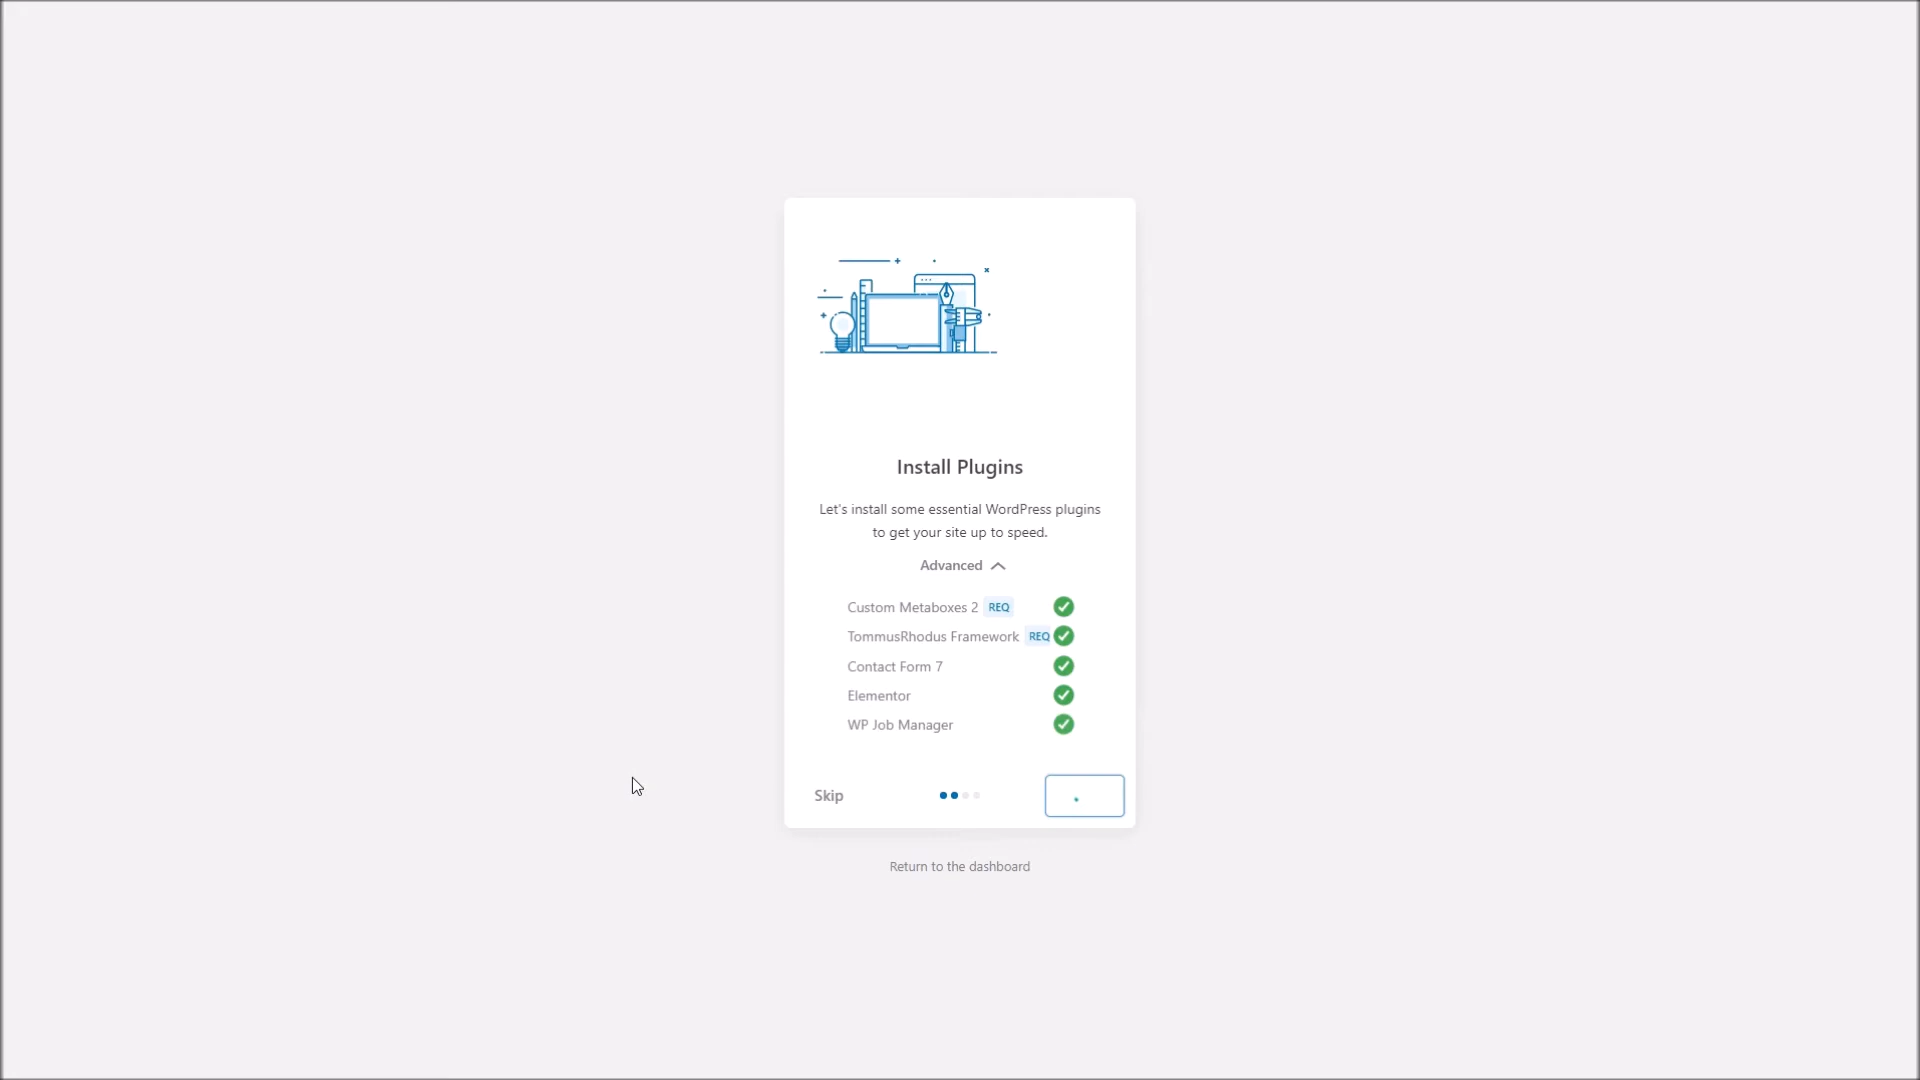 Install Plugins
Let's install some essential WordPress plugins
to get your site up to speed.
Advanced
Custom Metaboxes 2 REQ
TommusRhodus Framework REQ
Contact Form 7
Elementor
WP Job Manager
Skip
Return to the dashboard